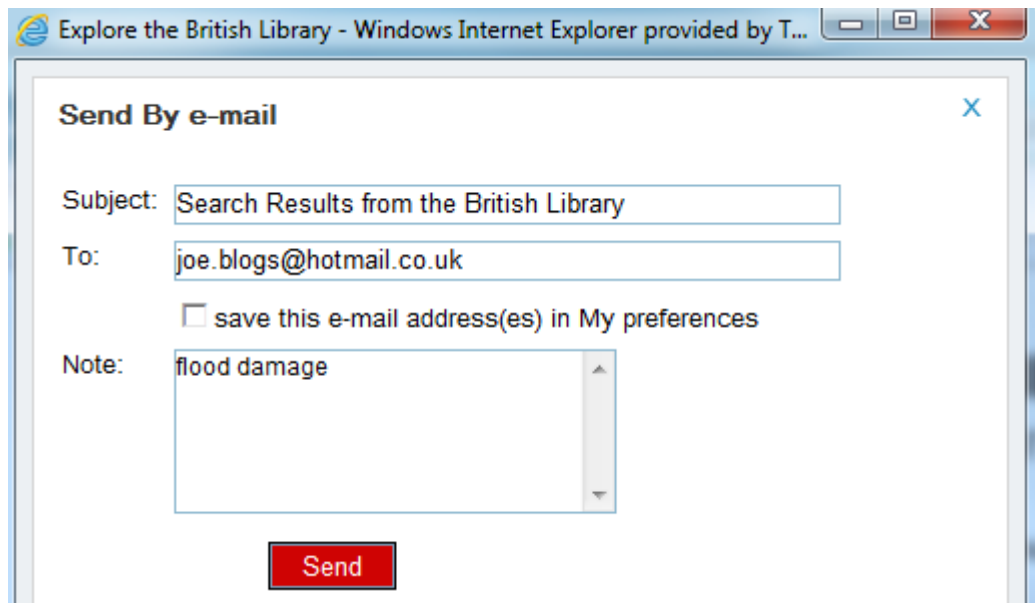 Explore the British Library - Windows Internet Explorer provided by T...
Send By e-mail
X
Subject: Search Results from the British Library
To: joe.blogs@hotmail.co.uk
save this e-mail address(es) in My preferences
Note: flood damage
Send